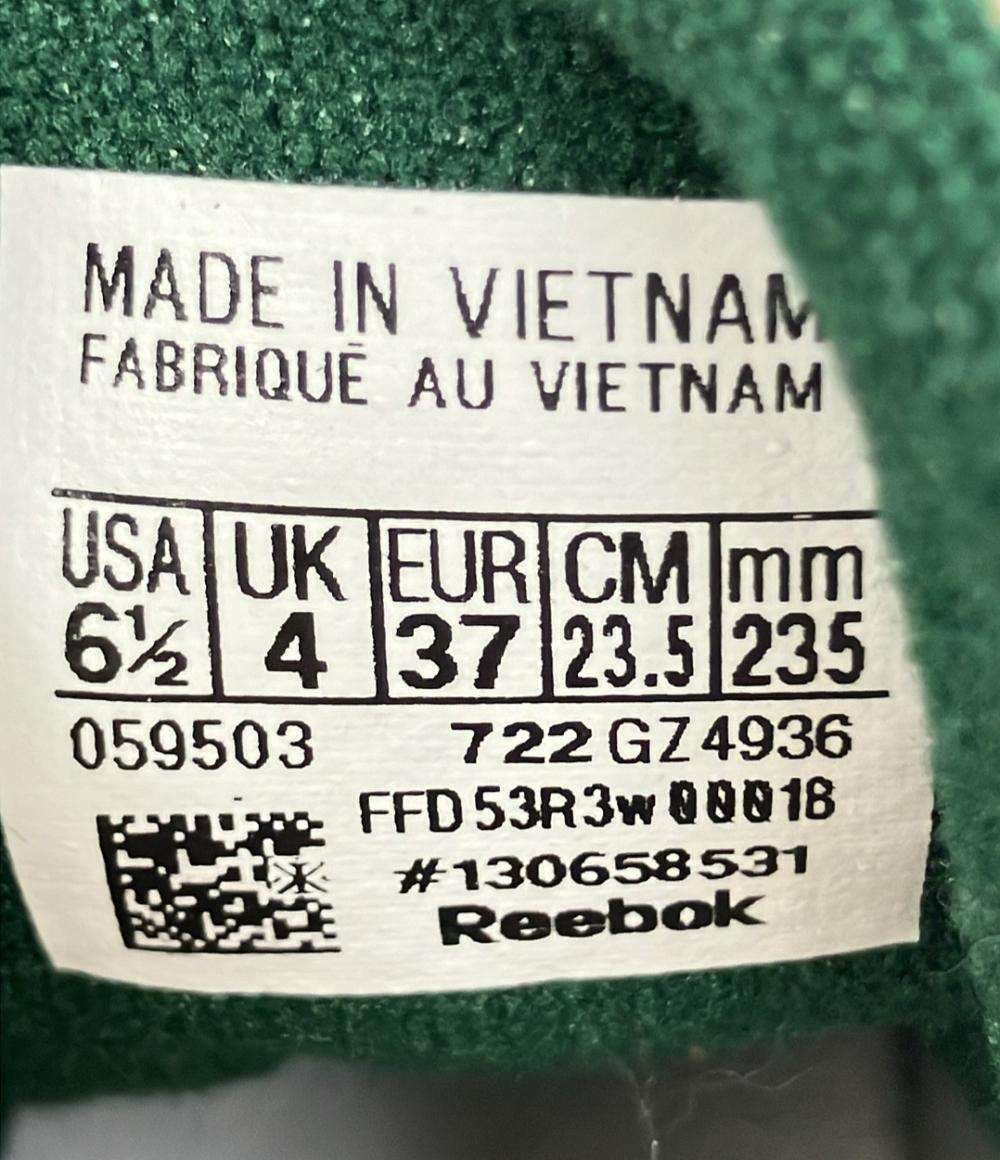 MADE IN VIETNAM
FABRIQUÉ AU VIETNAM
USA UK EUR CM mm
6½ 4 37 23.5 235
059503 722 GZ4936
FFD53R3w00018
#130658531
Reebok